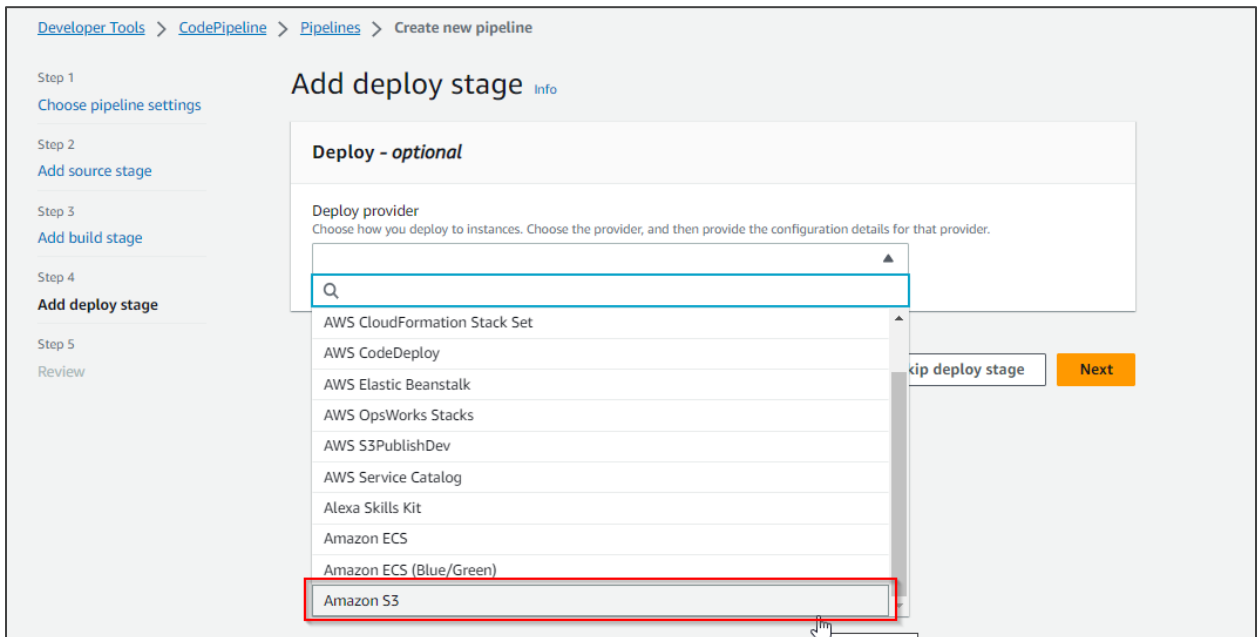 Developer Tools > CodePipeline > Pipelines > Create new pipeline
Step 1
Choose pipeline settings
Step 2
Add source stage
Step 3
Add build stage
Step 4
Add deploy stage
Step 5
Review
Add deploy stage Info
Deploy - optional
Deploy provider
Choose how you deploy to instances. Choose the provider, and then provide the configuration details for that provider.
AWS CloudFormation Stack Set
AWS CodeDeploy
AWS Elastic Beanstalk
AWS OpsWorks Stacks
AWS S3PublishDev
AWS Service Catalog
Alexa Skills Kit
Amazon ECS
Amazon ECS (Blue/Green)
Amazon S3
kip deploy stage
Next